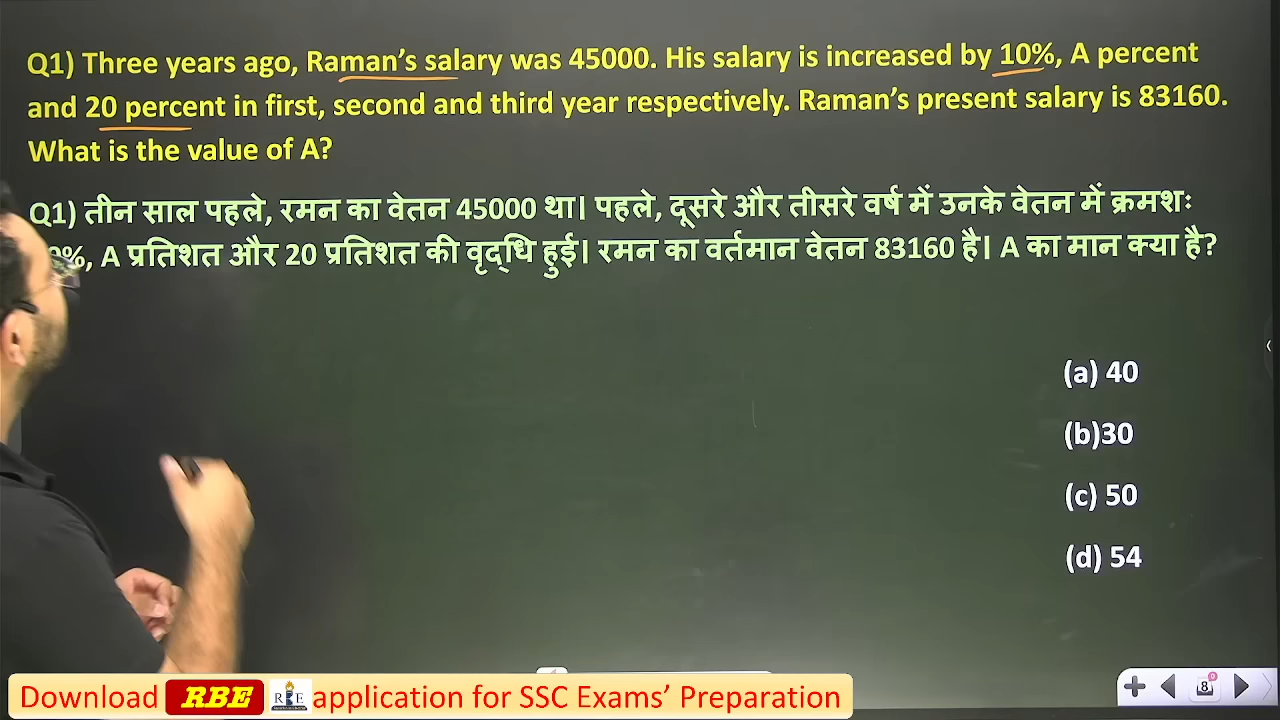 Q1) Three years ago, Raman's salary was 45000. His salary is increased by 10%, A percent
and 20 percent in first, second and third year respectively. Raman's present salary is 83160.
What is the value of A?
Q1) तीन साल पहले, रमन का वेतन 45000 था। पहले, दूसरे और तीसरे वर्ष में उनके वेतन में क्रमशः
%, A प्रतिशत और 20 प्रतिशत की वृद्धि हुई। रमन का वर्तमान वेतन 83160 है। A का मान क्या है?
(a) 40
(b)30
(c) 50
(d) 54
Download RBE application for SSC Exams' Preparation
8